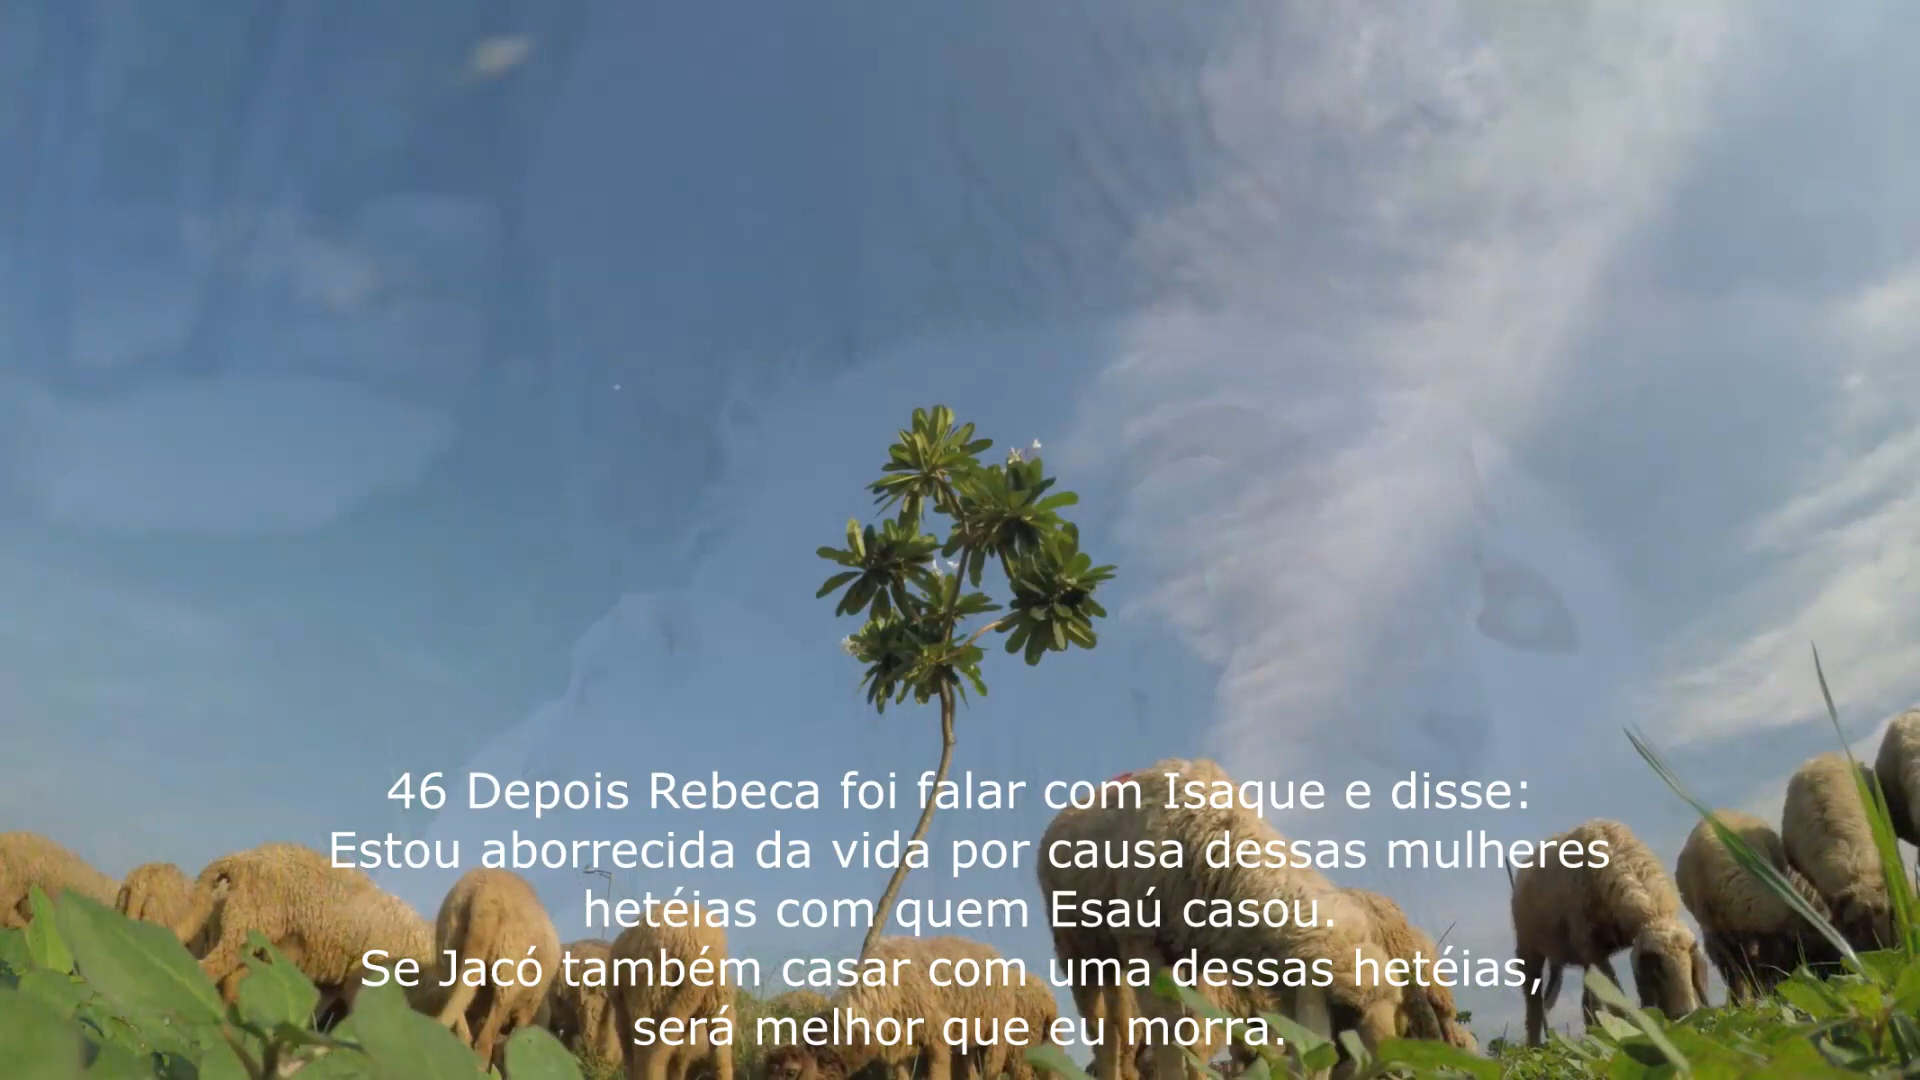 46 Depois Rebeca foi falar com Isaque e disse:
Estou aborrecida da vida por causa dessas mulheres
hetéias com quem Esaú casou.
Se Jacó também casar com uma dessas hetéias,
será melhor que eu morra.